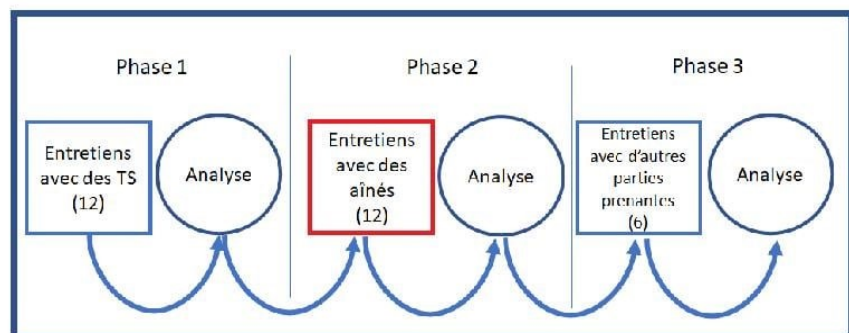 Phase 1
Entretiens
avec des TS
(12)
Analyse
Phase 2
Entretiens
avec des
aînés
(12)
Analyse
Phase 3
Entretiens
avec d'autres
parties
prenantes
(6)
Analyse